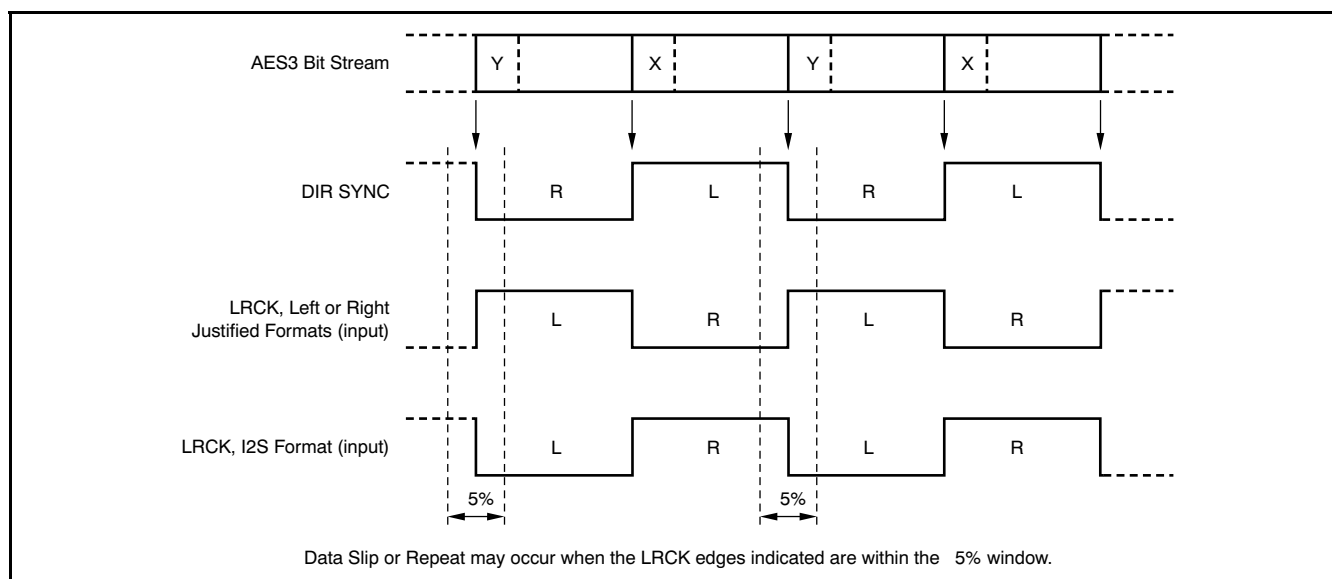 AES3 Bit Stream
Y X Y X
DIR SYNC
R L R L
LRCK, Left or Right
Justified Formats (input)
L R L R
LRCK, I2S Format (input)
L R L R
5% 5%
Data Slip or Repeat may occur when the LRCK edges indicated are within the 5% window.